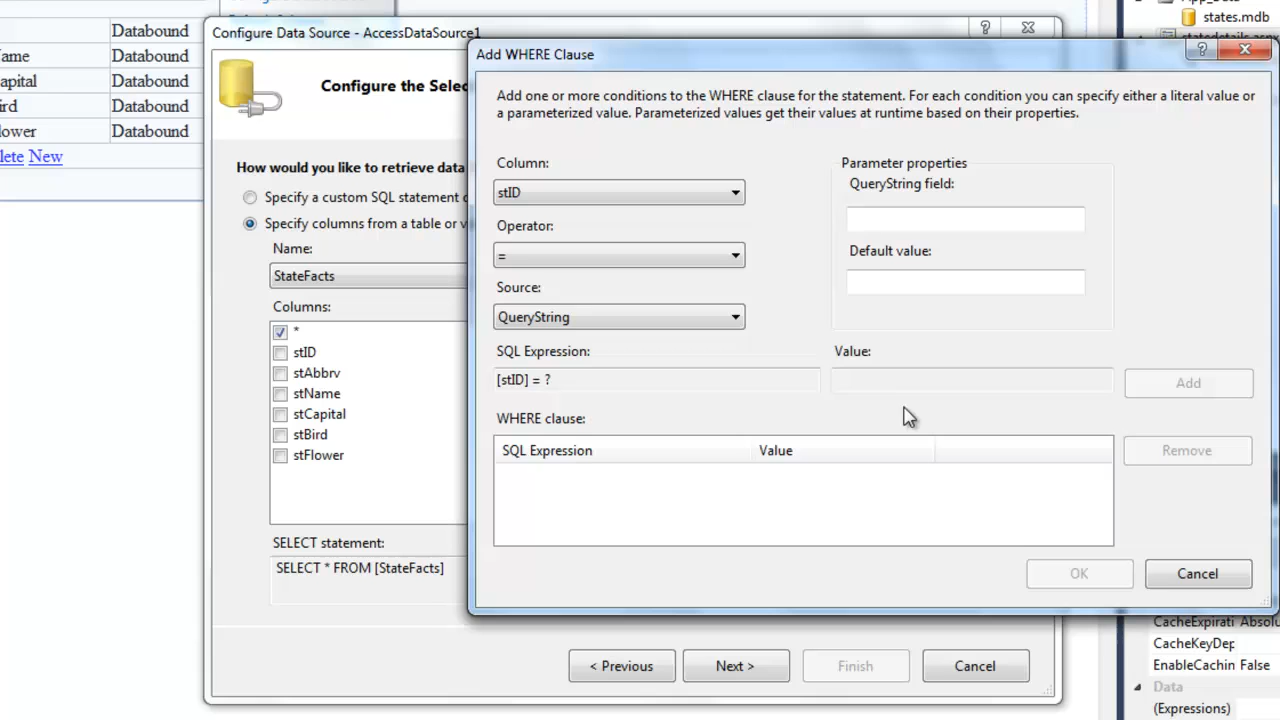 Databound
ame Databound
apital Databound
ird Databound
lower Databound
lete New
Configure Data Source - AccessDataSource1
Configure the Selec
How would you like to retrieve data
Specify a custom SQL statement o
Specify columns from a table or v
Name:
StateFacts
Columns:
*
stID
stAbbrv
stName
stCapital
stBird
stFlower
SELECT statement:
SELECT * FROM [StateFacts]
< Previous
Next >
Finish
Cancel
Add WHERE Clause
Add one or more conditions to the WHERE clause for the statement. For each condition you can specify either a literal value or
a parameterized value. Parameterized values get their values at runtime based on their properties.
Column:
stID
Operator:
=
Source:
QueryString
Parameter properties
QueryString field:
Default value:
SQL Expression:
[stID] = ?
Value:
Add
WHERE clause:
SQL Expression Value
Remove
OK
Cancel
App_Data
states.mdb
statedetails.aspx
CacheExpirati Absolu
CacheKeyDep
EnableCachin False
Data
(Expressions)